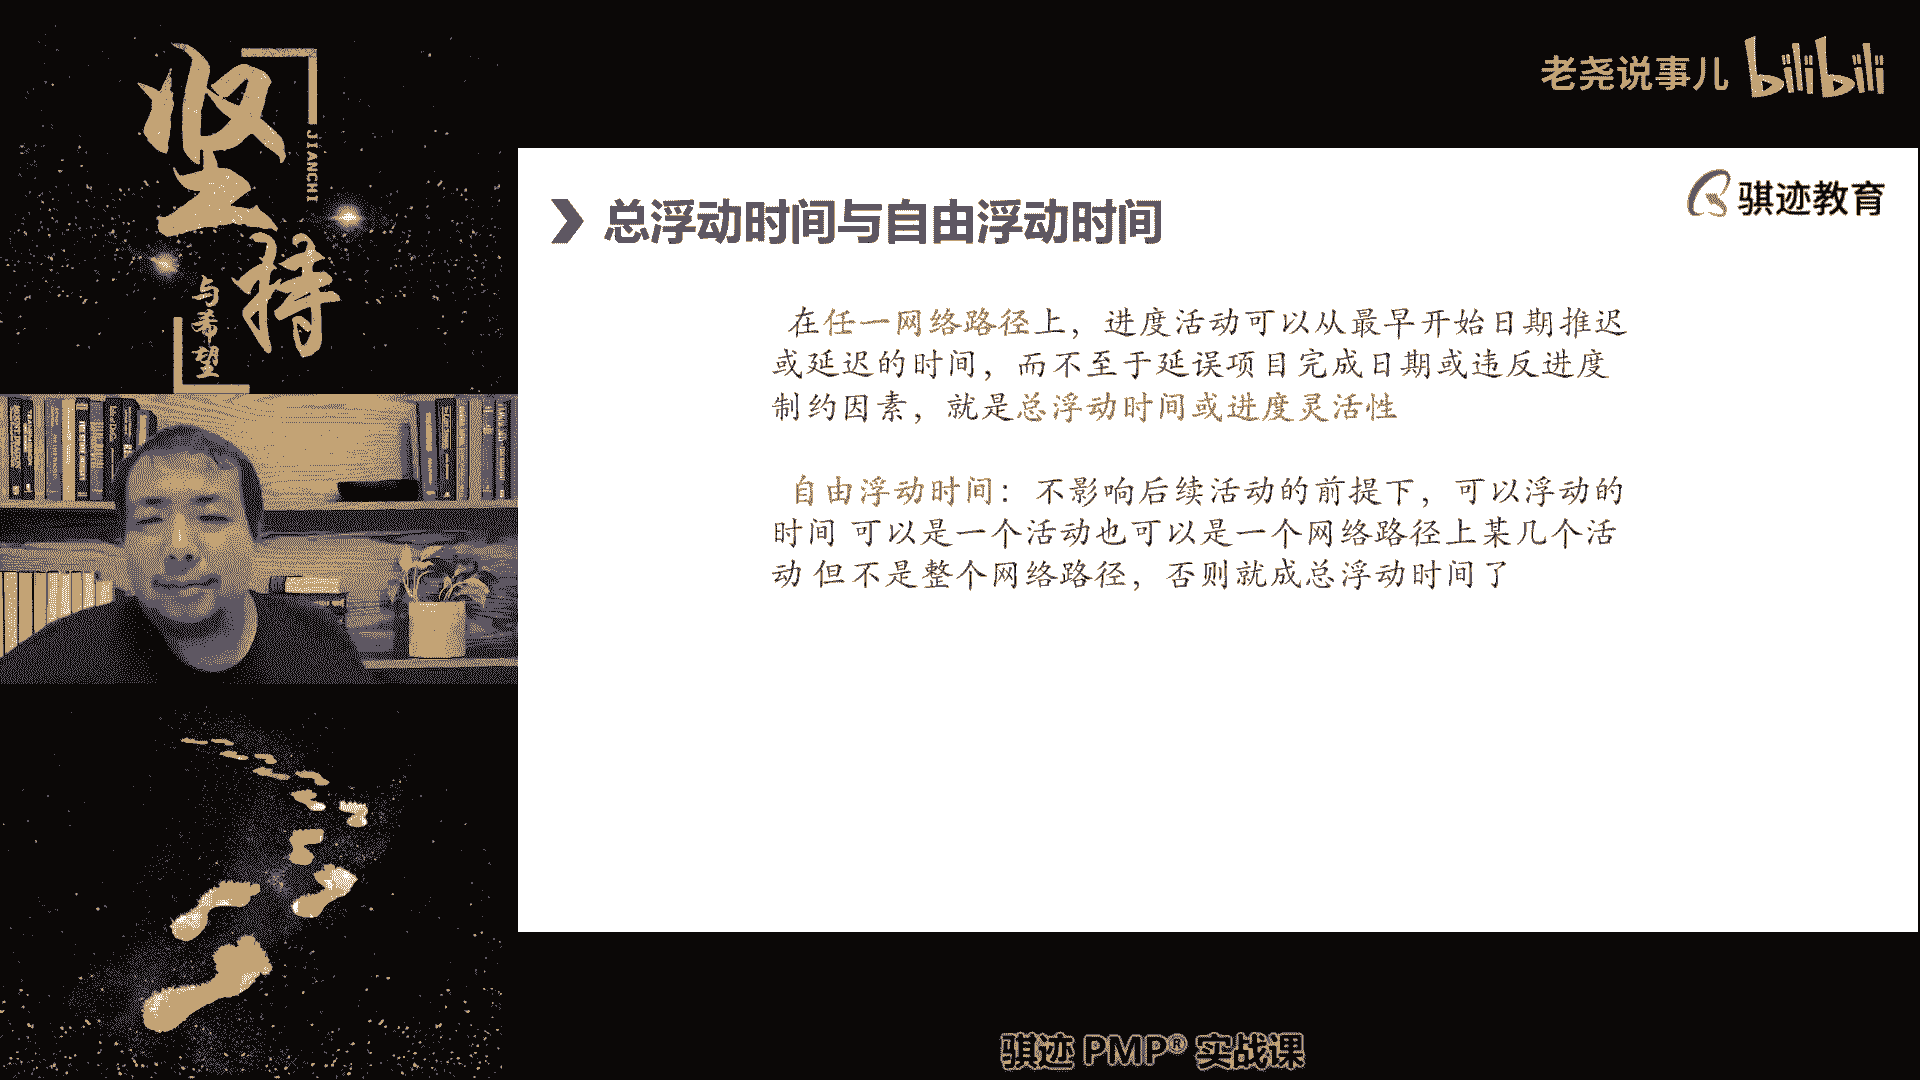 坚持
JIANCHI
与希望
老尧说事儿 bilibili
骐迹教育
总浮动时间与自由浮动时间
在任一网络路径上，进度活动可以从最早开始日期推迟
或延迟的时间，而不至于延误项目完成日期或违反进度
制约因素，就是总浮动时间或进度灵活性
自由浮动时间：不影响后续活动的前提下，可以浮动的
时间 可以是一个活动也可以是一个网络路径上某几个活
动 但不是整个网络路径，否则就成总浮动时间了
骐迹 PMP® 实战课